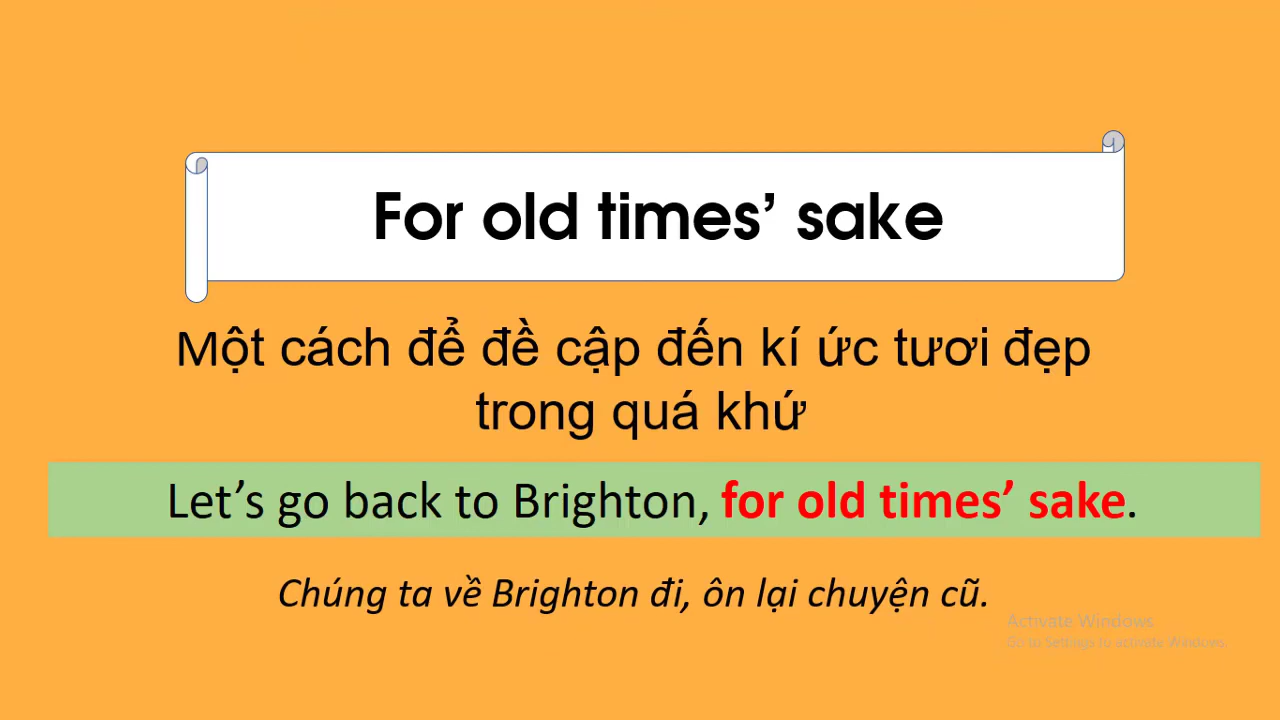 For old times’ sake
Một cách để đề cập đến kí ức tươi đẹp
trong quá khứ
Let’s go back to Brighton, for old times’ sake.
Chúng ta về Brighton đi, ôn lại chuyện cũ.
Activate Windows
Go to Settings to activate Windows.